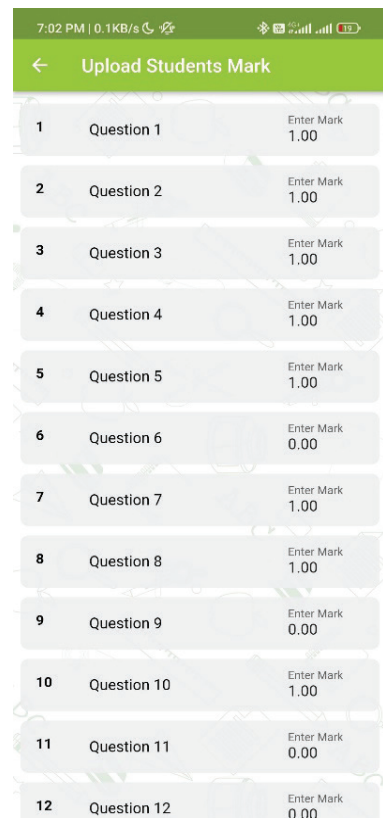 7:02 PM | 0.1KB/s
4G+
19
Upload Students Mark
1 Question 1 Enter Mark
1.00
2 Question 2 Enter Mark
1.00
3 Question 3 Enter Mark
1.00
4 Question 4 Enter Mark
1.00
5 Question 5 Enter Mark
1.00
6 Question 6 Enter Mark
0.00
7 Question 7 Enter Mark
1.00
8 Question 8 Enter Mark
1.00
9 Question 9 Enter Mark
0.00
10 Question 10 Enter Mark
1.00
11 Question 11 Enter Mark
0.00
12 Question 12 Enter Mark
0.00